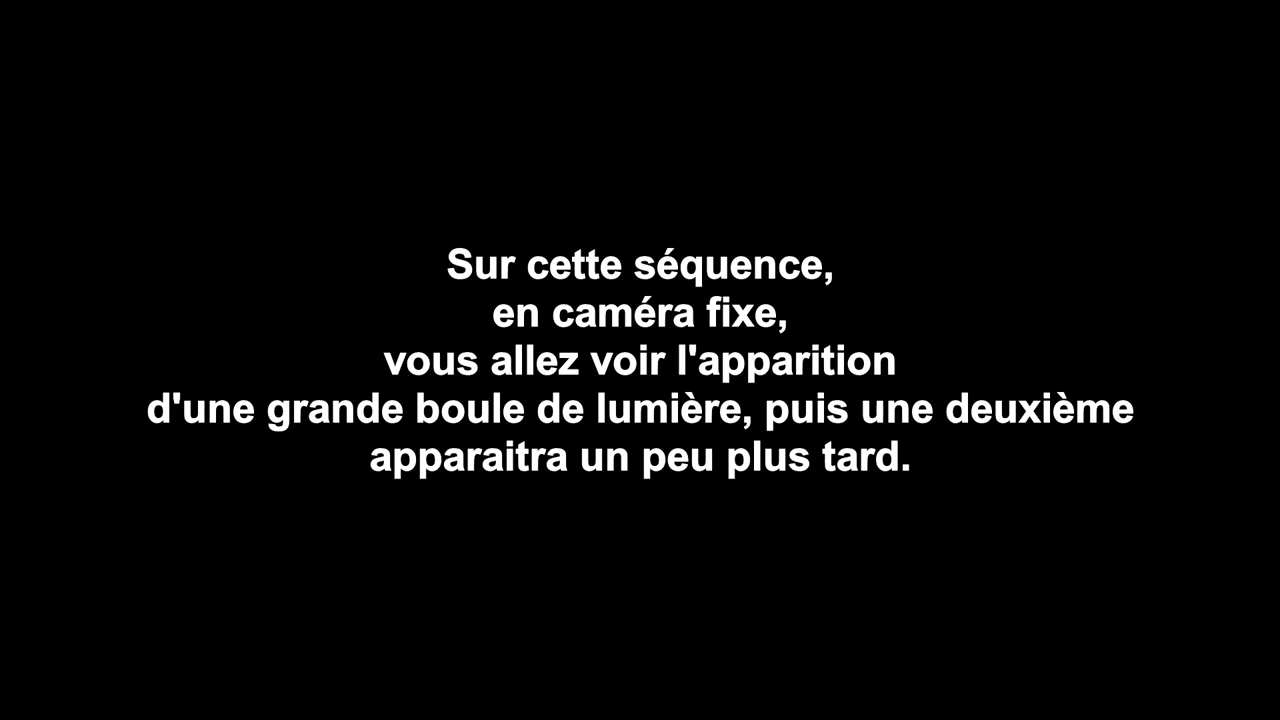 Sur cette séquence,
en caméra fixe,
vous allez voir l'apparition
d'une grande boule de lumière, puis une deuxième
apparaitra un peu plus tard.